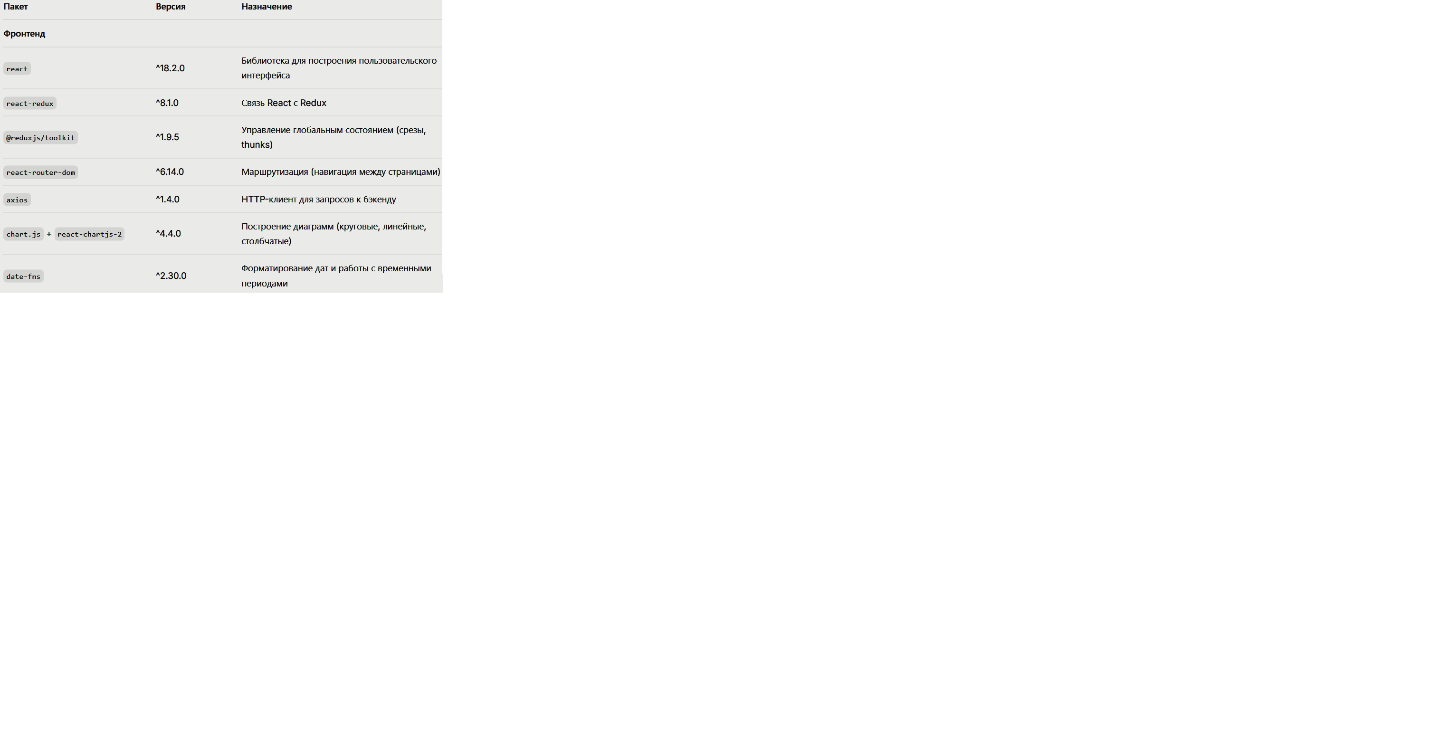 Пакет Версия Назначение
Фронтенд
react ^18.2.0 Библиотека для построения пользовательского
интерфейса
react-redux ^8.1.0 Связь React с Redux
@reduxjs/toolkit ^1.9.5 Управление глобальным состоянием (срезы,
thunks)
react-router-dom ^6.14.0 Маршрутизация (навигация между страницами)
axios ^1.4.0 HTTP-клиент для запросов к бэкенду
chart.js + react-chartjs-2 ^4.4.0 Построение диаграмм (круговые, линейные,
столбчатые)
date-fns ^2.30.0 Форматирование дат и работы с временными
периодами